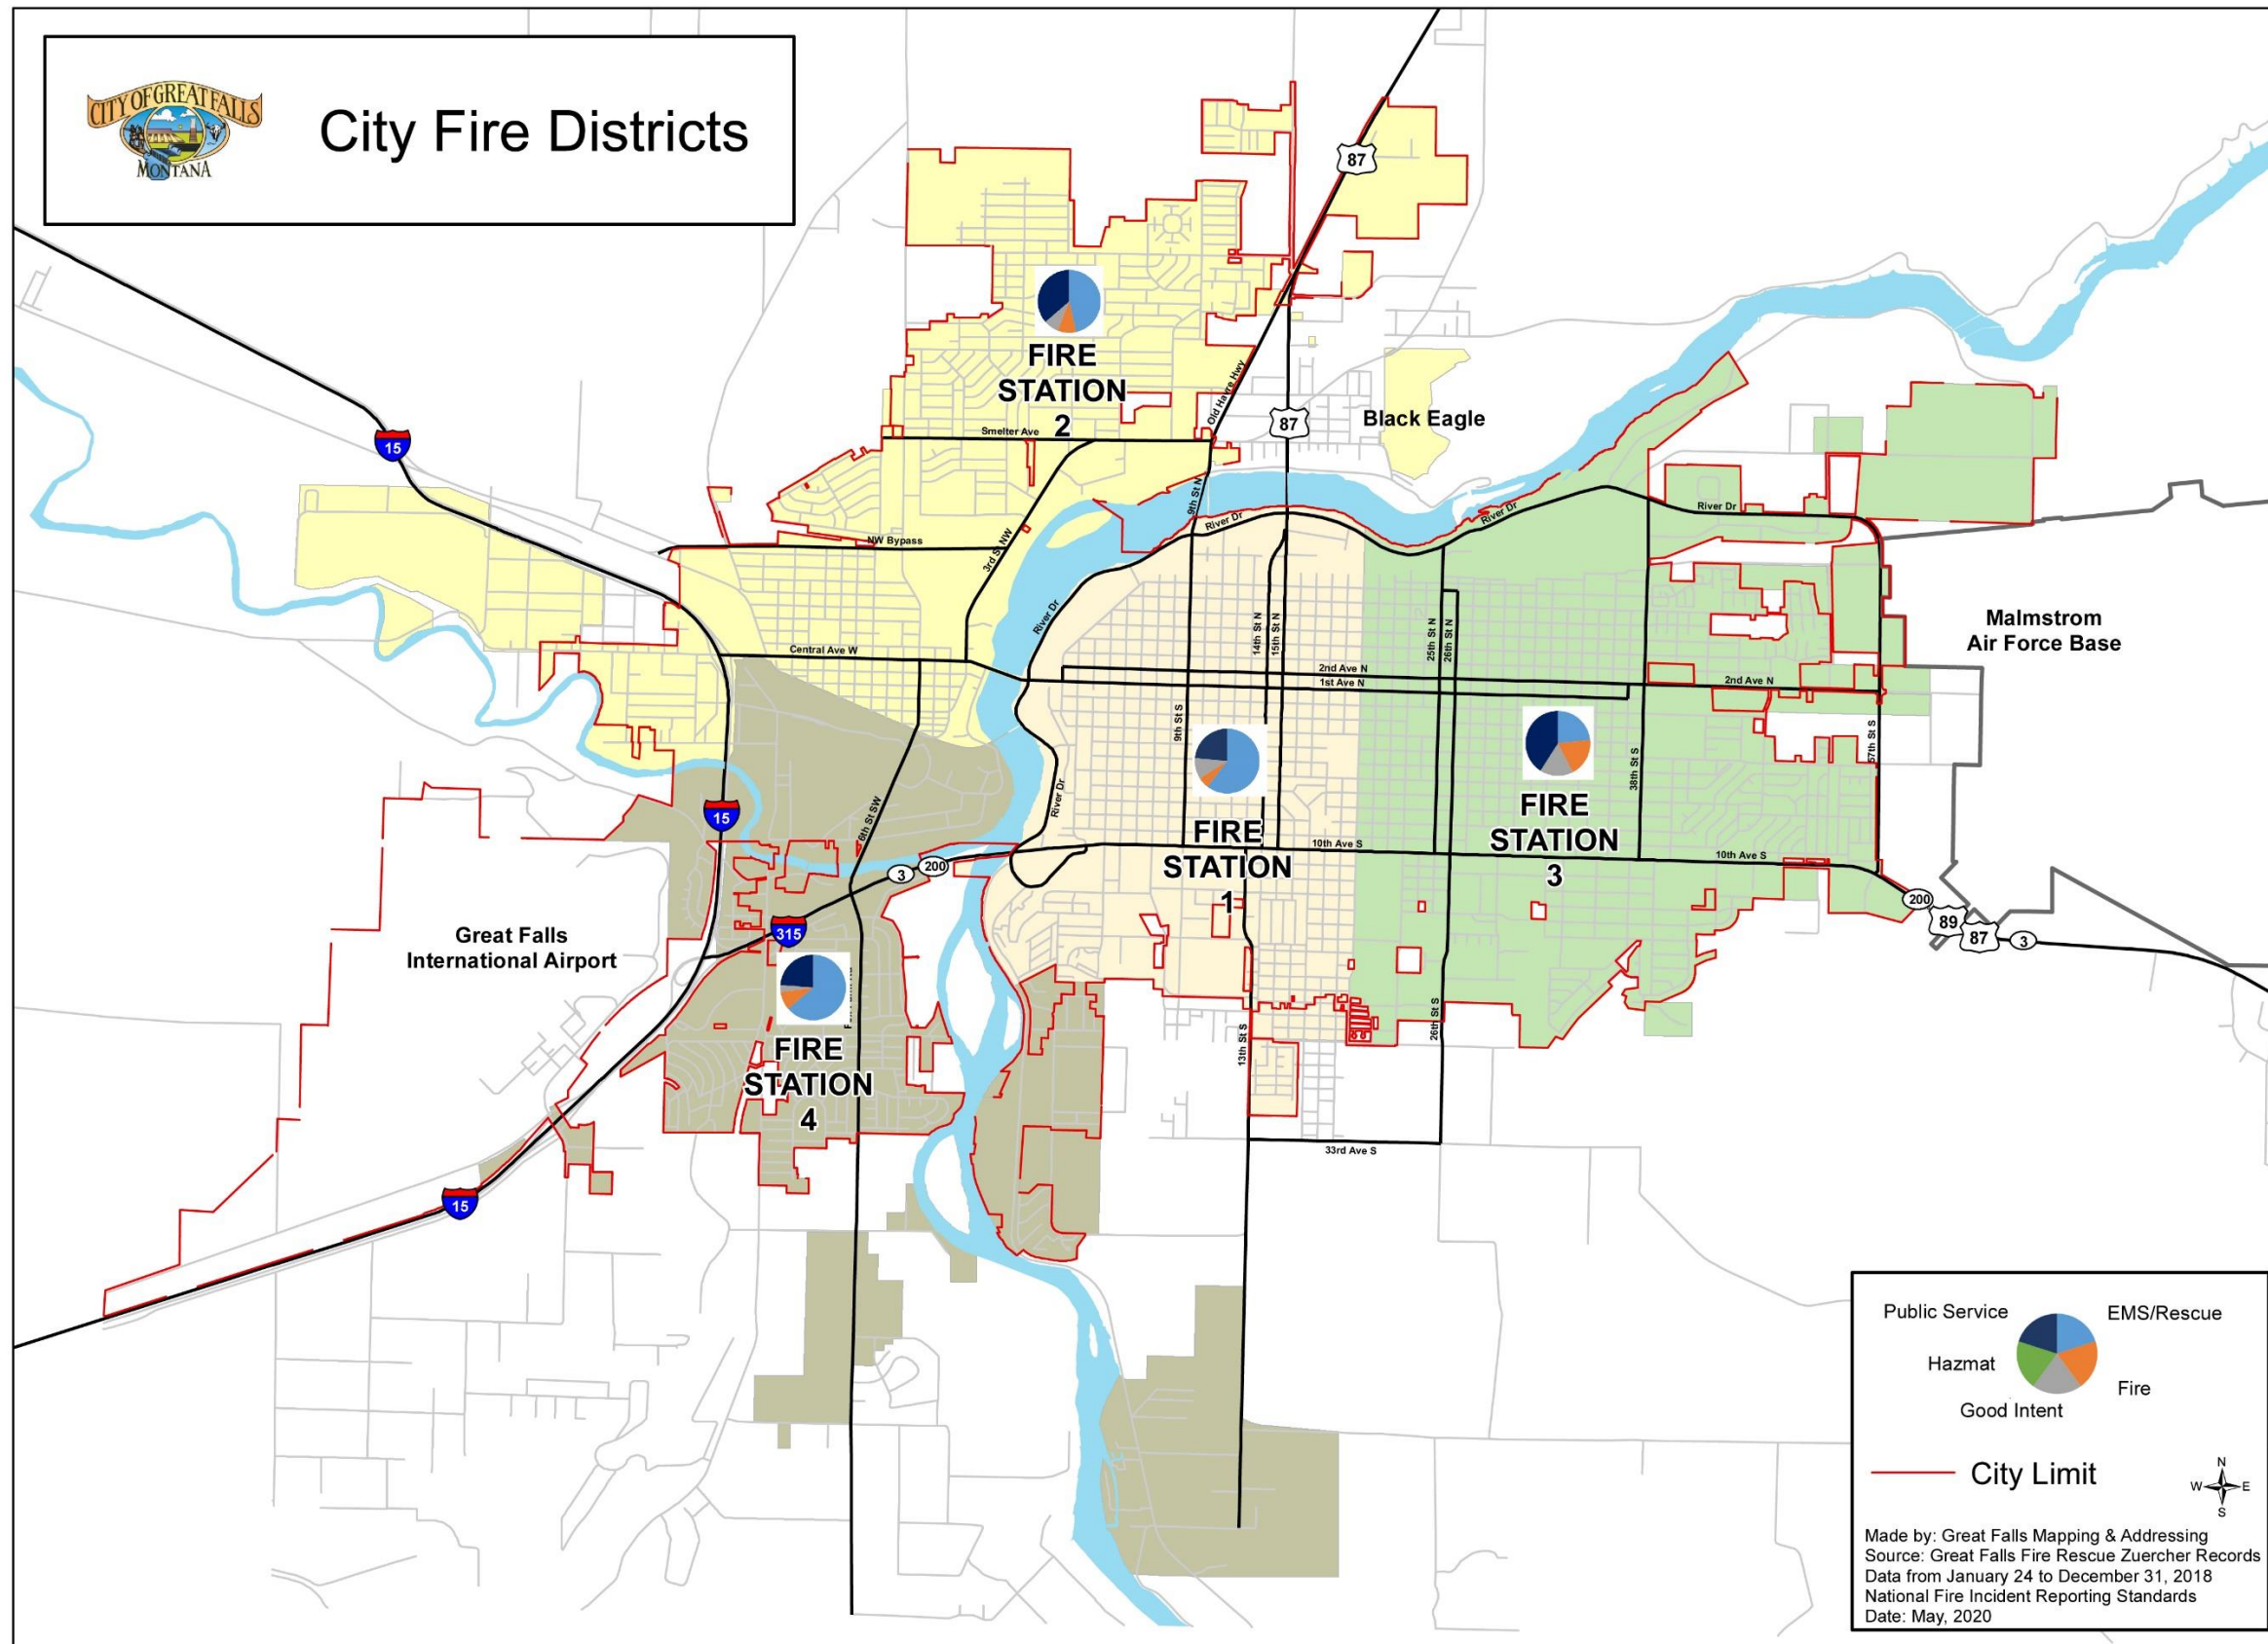 CITY OF GREAT FALLS
MONTANA
City Fire Districts
87
FIRE
STATION
2
Old Havre Hwy
Smelter Ave
87
Black Eagle
15
9th St N
River Dr
River Dr
River Dr
NW Bypass
3rd St NW
River Dr
Malmstrom
Air Force Base
14th St N
15th St N
25th St N
26th St N
Central Ave W
2nd Ave N
1st Ave N
2nd Ave N
9th St S
57th St S
38th St S
River Dr
15
6th St SW
FIRE
STATION
1
FIRE
STATION
3
10th Ave S
10th Ave S
3
200
200
89
87
3
315
Great Falls
International Airport
FIRE
STATION
4
13th St S
26th St S
33rd Ave S
15
Public Service
EMS/Rescue
Hazmat
Fire
Good Intent
City Limit
N
W
E
S
Made by: Great Falls Mapping & Addressing
Source: Great Falls Fire Rescue Zuercher Records
Data from January 24 to December 31, 2018
National Fire Incident Reporting Standards
Date: May, 2020